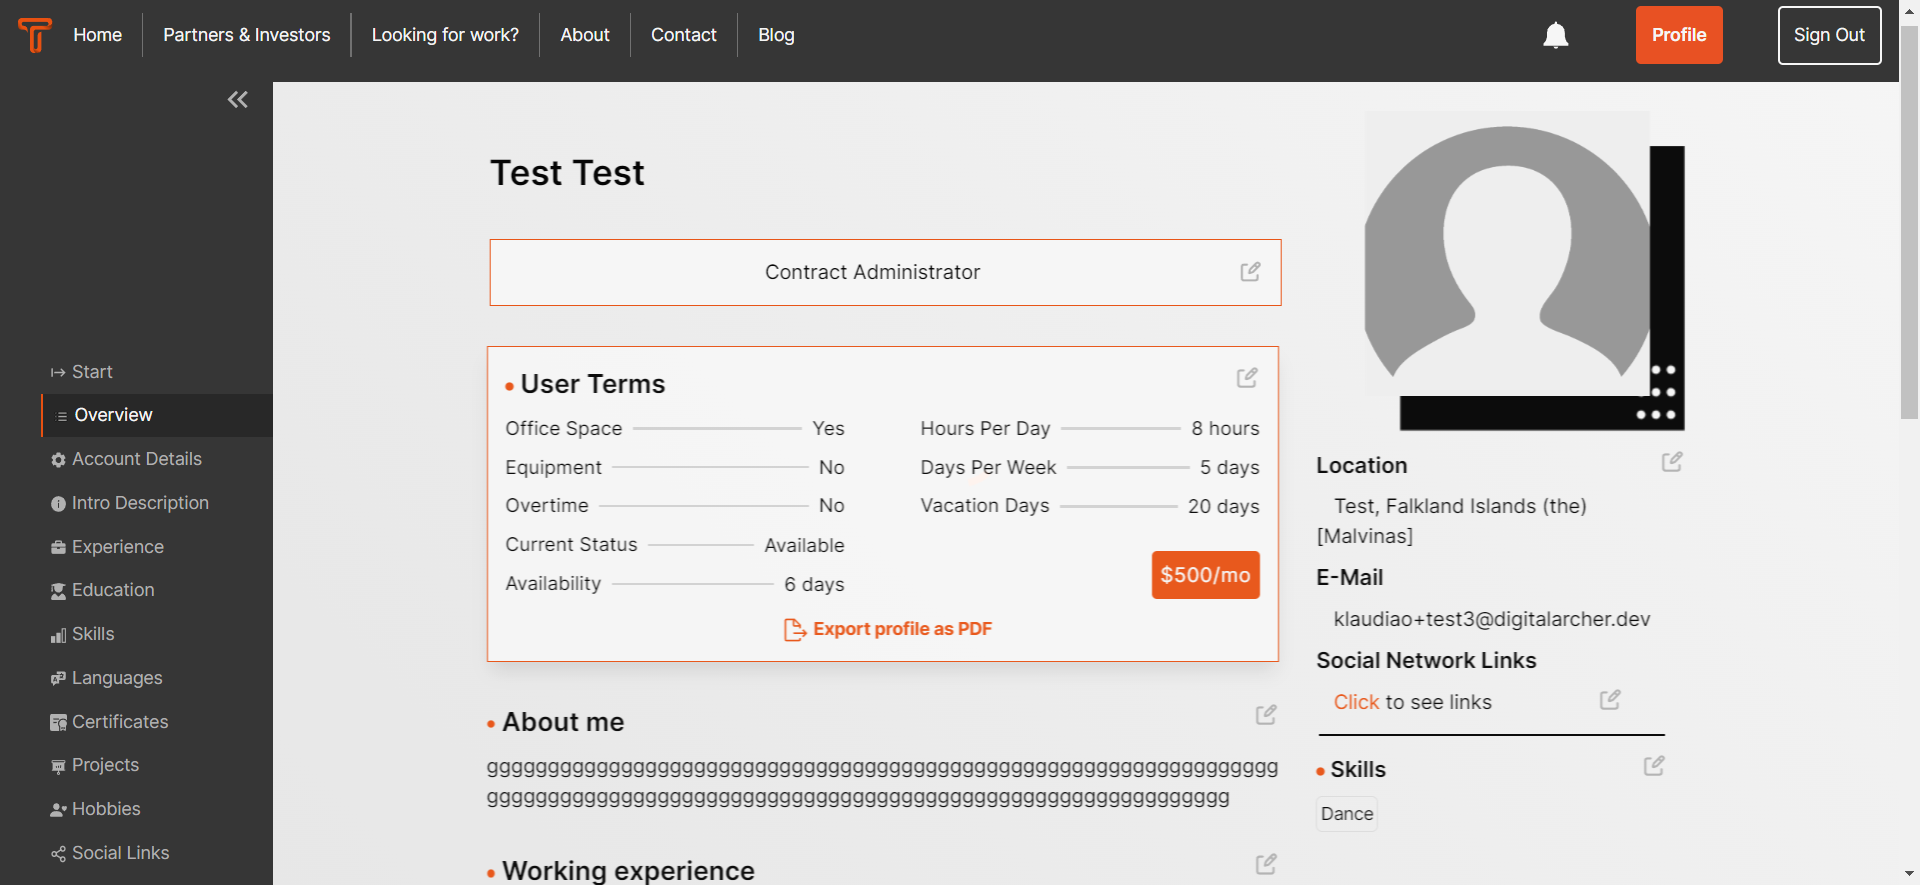 Home
Partners & Investors
Looking for work?
About
Contact
Blog
Profile
Sign Out
Start
Overview
Account Details
Intro Description
Experience
Education
Skills
Languages
Certificates
Projects
Hobbies
Social Links
Test Test
Contract Administrator
User Terms
Office Space Yes
Equipment No
Overtime No
Current Status Available
Availability 6 days
Hours Per Day 8 hours
Days Per Week 5 days
Vacation Days 20 days
$500/mo
Export profile as PDF
About me
ggggggggggggggggggggggggggggggggggggggggggggggggggggggggggggggggg
ggggggggggggggggggggggggggggggggggggggggggggggggggggggggggggg
Working experience
Location
Test, Falkland Islands (the)
[Malvinas]
E-Mail
klaudiao+test3@digitalarcher.dev
Social Network Links
Click to see links
Skills
Dance